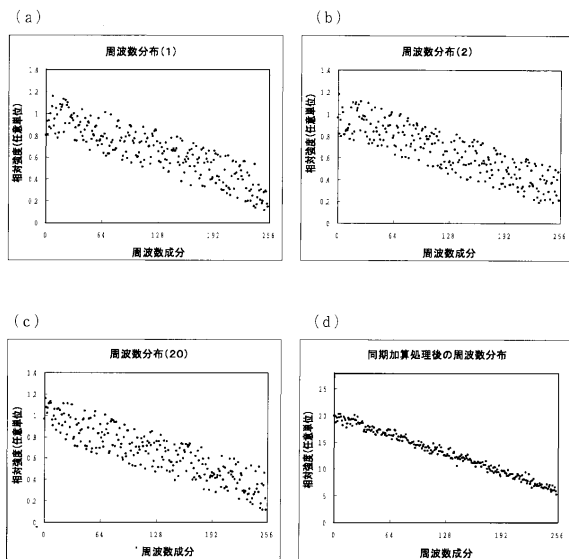 (a)
周波数分布(1)
相対強度(任意単位)
1.4
1.2
1
0.8
0.6
0.4
0.2
0
0 64 128 192 256
周波数成分
(b)
周波数分布(2)
相対強度(任意単位)
1.4
1.2
1
0.8
0.6
0.4
0.2
0
0 64 128 192 256
周波数成分
(c)
周波数分布(20)
相対強度(任意単位)
1.4
1.2
1
0.8
0.6
0.4
0.2
0
0 64 128 192 256
周波数成分
(d)
同期加算処理後の周波数分布
相対強度(任意単位)
25
20
15
10
5
0
0 64 128 192 256
周波数成分